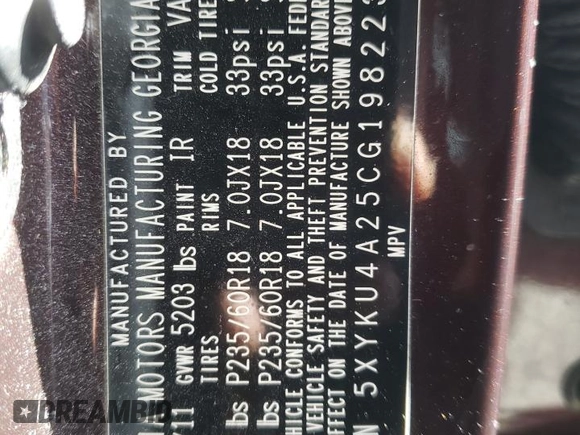 MANUFACTURED BY
MOTORS MANUFACTURING GEORGIA
GVWR 5203 lbs PAINT IR TRIM VA
TIRES RIMS COLD TIRE
lbs P235/60R18 7.0JX18 33psi
lbs P235/60R18 7.0JX18 33psi
HICLE CONFORMS TO ALL APPLICABLE U.S.A. FEDE
VEHICLE SAFETY AND THEFT PREVENTION STANDAR
EFFECT ON THE DATE OF MANUFACTURE SHOWN ABOVE
N 5XYKU4A25CG198223
MPV
DREAMBID